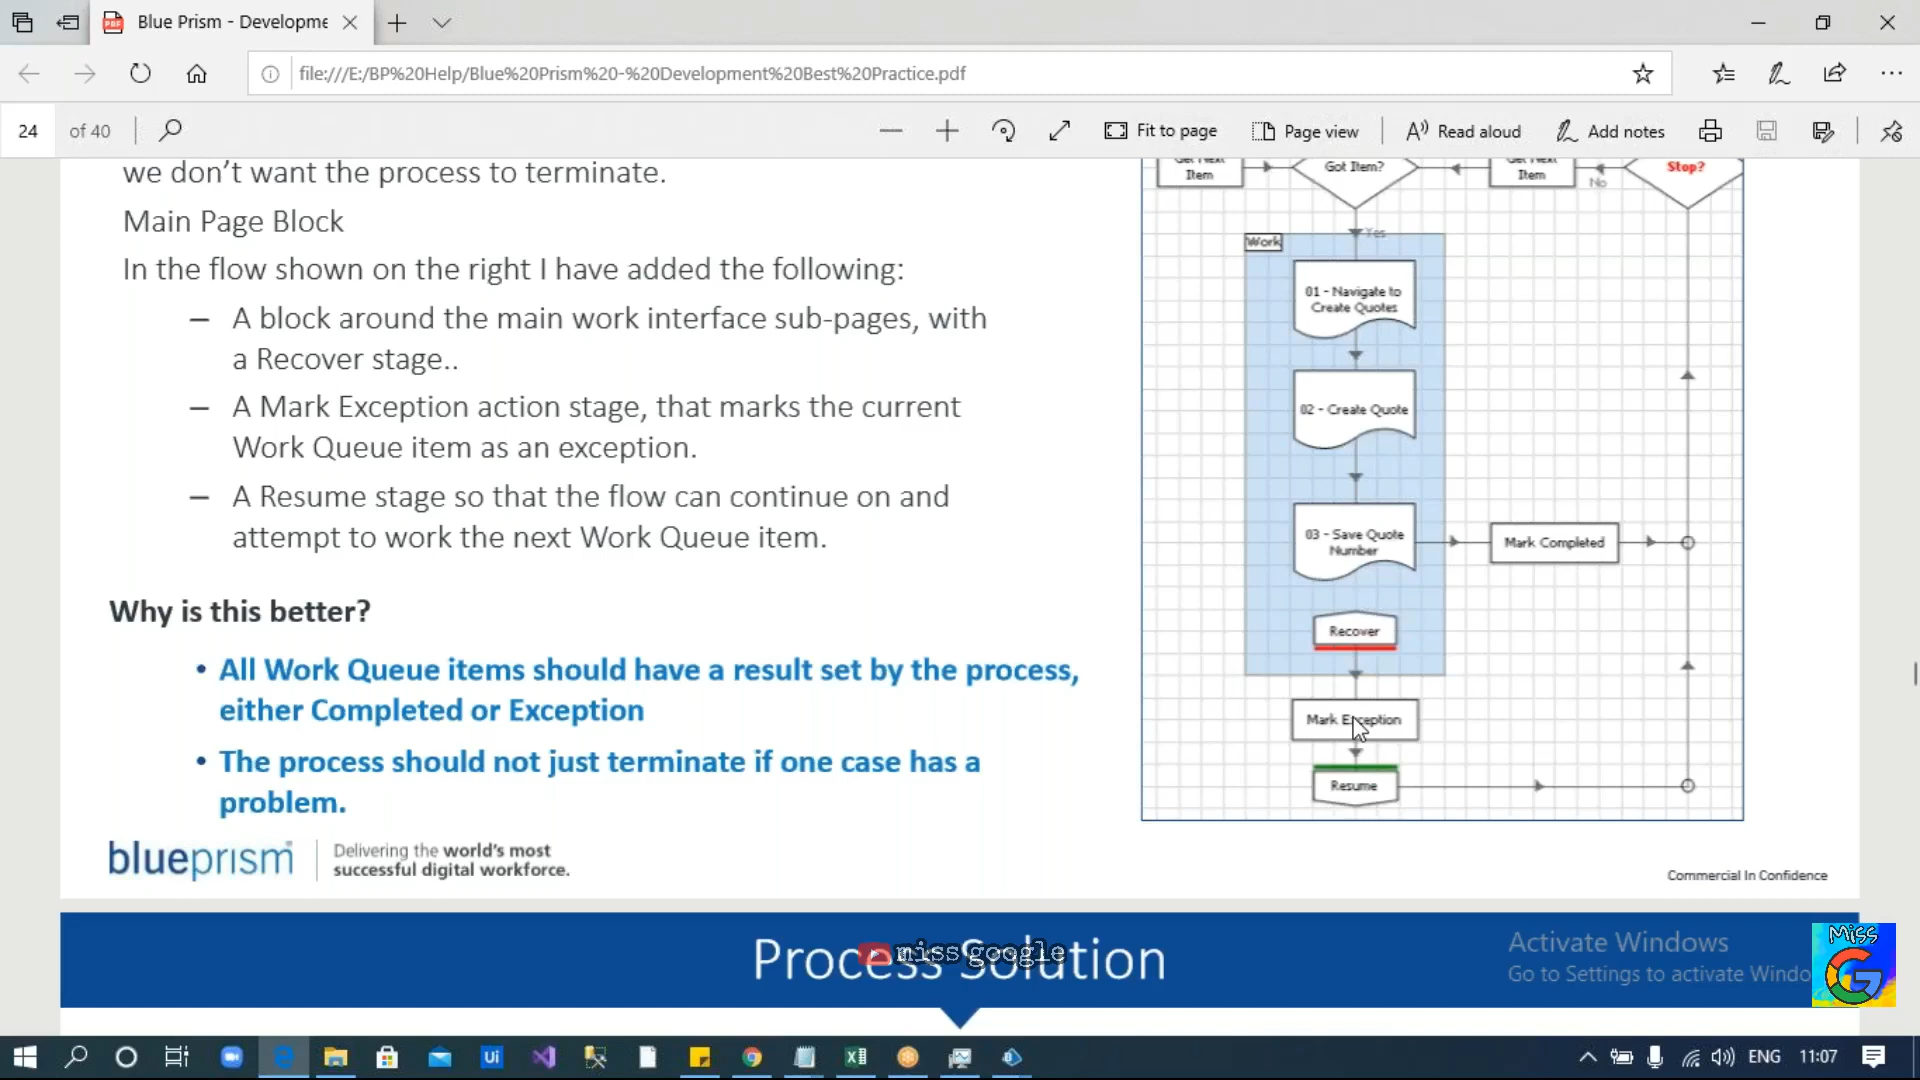 Blue Prism - Developme
file:///E:/BP%20Help/Blue%20Prism%20-%20Development%20Best%20Practice.pdf
24 of 40
Fit to page
Page view
Read aloud
Add notes
we don't want the process to terminate.
Main Page Block
In the flow shown on the right I have added the following:
– A block around the main work interface sub-pages, with
a Recover stage..
– A Mark Exception action stage, that marks the current
Work Queue item as an exception.
– A Resume stage so that the flow can continue on and
attempt to work the next Work Queue item.
Why is this better?
• All Work Queue items should have a result set by the process,
either Completed or Exception
• The process should not just terminate if one case has a
problem.
blueprism
Delivering the world's most
successful digital workforce.
Get Next
Item
Got Item?
Get Next
Item
No
Stop?
Yes
Work
01 - Navigate to
Create Quotes
02 - Create Quote
03 - Save Quote
Number
Mark Completed
Recover
Mark Exception
Resume
Commercial In Confidence
Process Solution
miss google
Activate Windows
Go to Settings to activate Windo
Miss
G
Ui
ENG
11:07